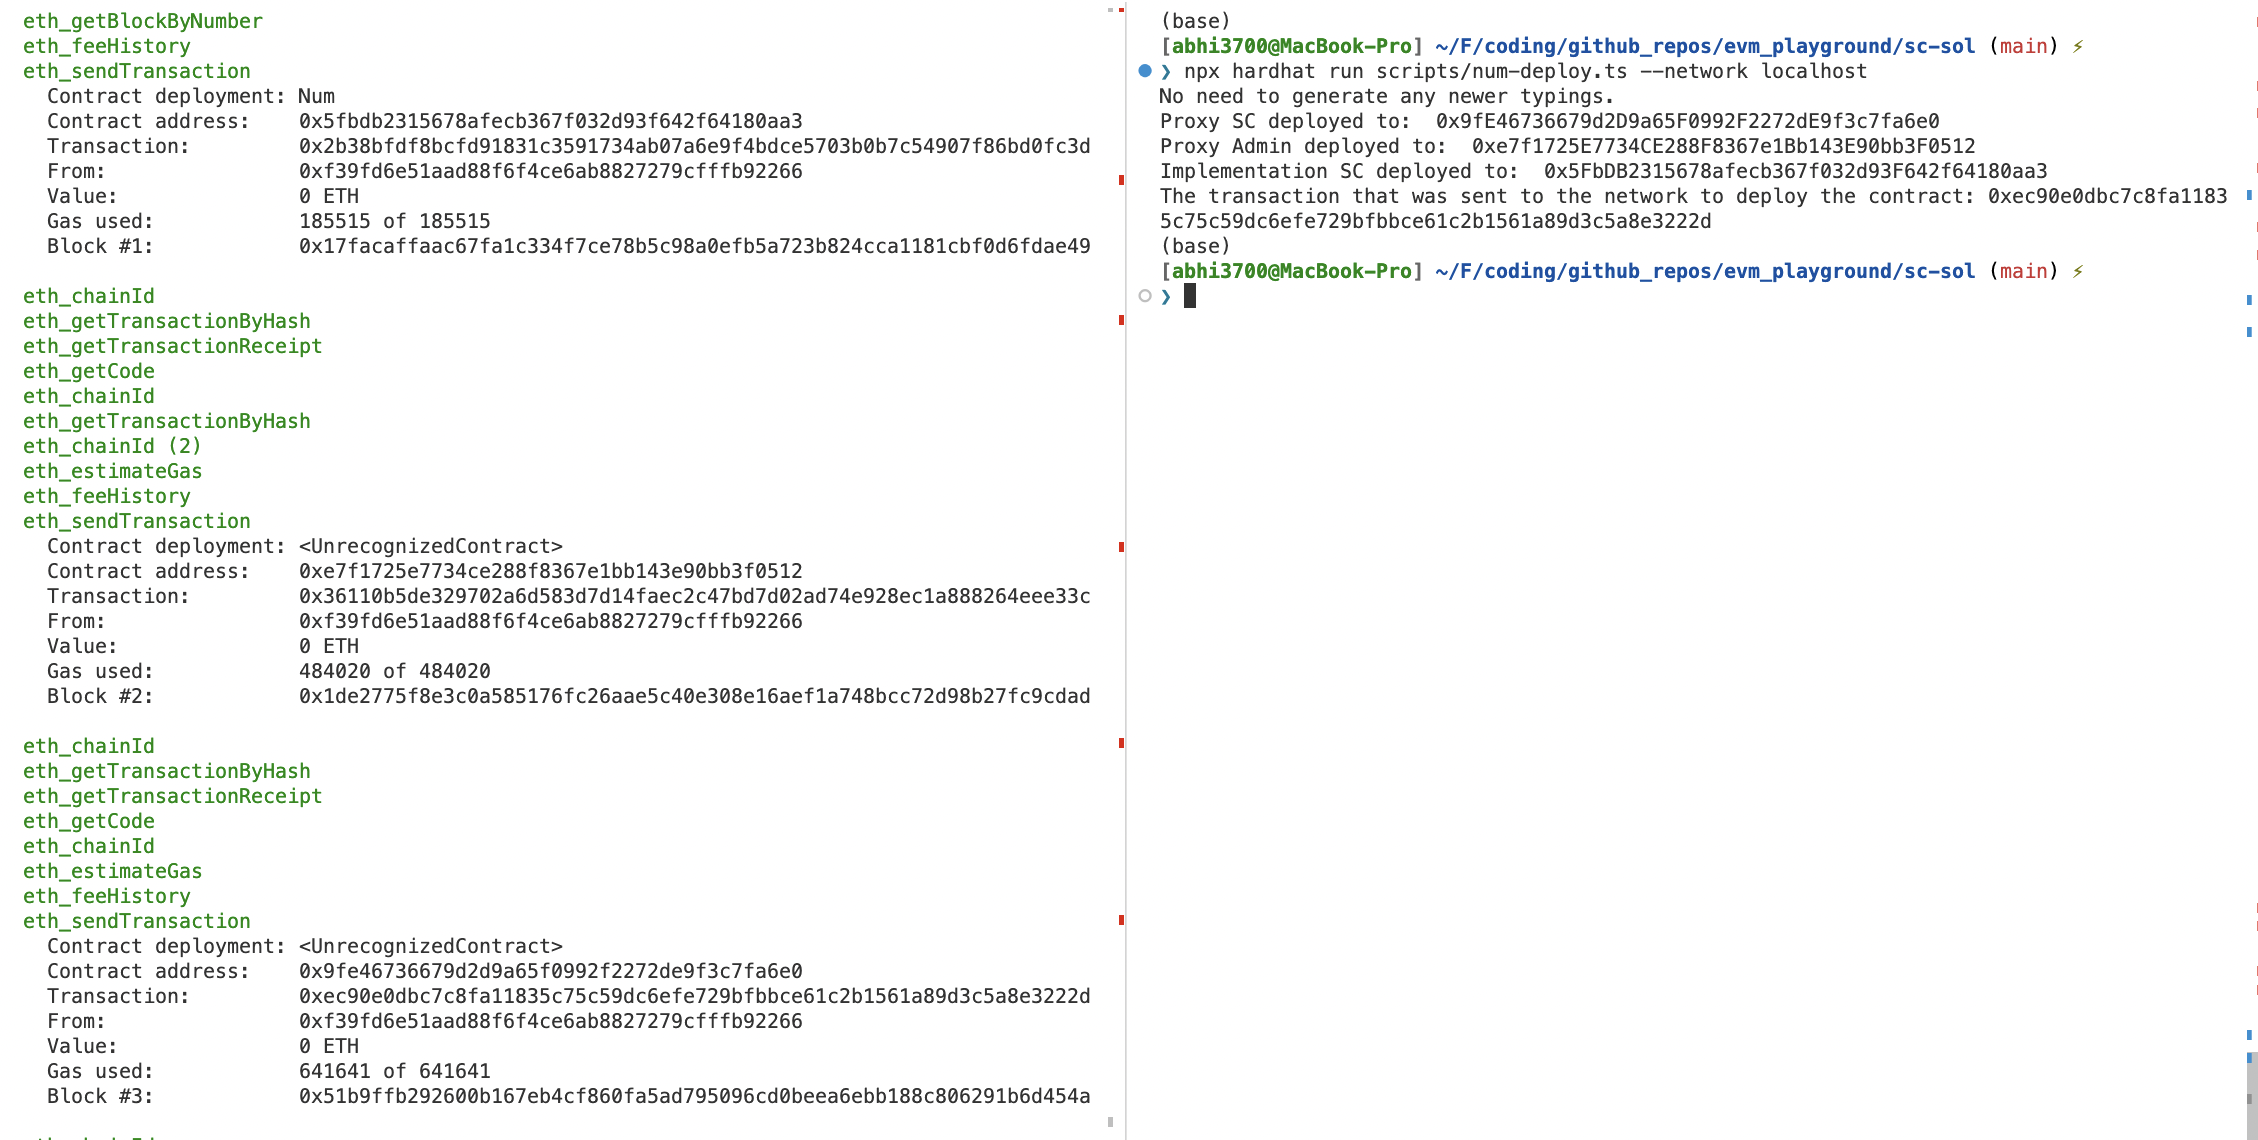 eth_getBlockByNumber
eth_feeHistory
eth_sendTransaction
  Contract deployment: Num
  Contract address:    0x5fbdb2315678afecb367f032d93f642f64180aa3
  Transaction:         0x2b38bfdf8bcfd91831c3591734ab07a6e9f4bdce5703b0b7c54907f86bd0fc3d
  From:                0xf39fd6e51aad88f6f4ce6ab8827279cfffb92266
  Value:               0 ETH
  Gas used:            185515 of 185515
  Block #1:            0x17facaffaac67fa1c334f7ce78b5c98a0efb5a723b824cca1181cbf0d6fdae49

eth_chainId
eth_getTransactionByHash
eth_getTransactionReceipt
eth_getCode
eth_chainId
eth_getTransactionByHash
eth_chainId (2)
eth_estimateGas
eth_feeHistory
eth_sendTransaction
  Contract deployment: <UnrecognizedContract>
  Contract address:    0xe7f1725e7734ce288f8367e1bb143e90bb3f0512
  Transaction:         0x36110b5de329702a6d583d7d14faec2c47bd7d02ad74e928ec1a888264eee33c
  From:                0xf39fd6e51aad88f6f4ce6ab8827279cfffb92266
  Value:               0 ETH
  Gas used:            484020 of 484020
  Block #2:            0x1de2775f8e3c0a585176fc26aae5c40e308e16aef1a748bcc72d98b27fc9cdad

eth_chainId
eth_getTransactionByHash
eth_getTransactionReceipt
eth_getCode
eth_chainId
eth_estimateGas
eth_feeHistory
eth_sendTransaction
  Contract deployment: <UnrecognizedContract>
  Contract address:    0x9fe46736679d2d9a65f0992f2272de9f3c7fa6e0
  Transaction:         0xec90e0dbc7c8fa11835c75c59dc6efe729bfbbce61c2b1561a89d3c5a8e3222d
  From:                0xf39fd6e51aad88f6f4ce6ab8827279cfffb92266
  Value:               0 ETH
  Gas used:            641641 of 641641
  Block #3:            0x51b9ffb292600b167eb4cf860fa5ad795096cd0beea6ebb188c806291b6d454a

(base)
[abhi3700@MacBook-Pro] ~/F/coding/github_repos/evm_playground/sc-sol (main) ⚡
❯ npx hardhat run scripts/num-deploy.ts --network localhost
No need to generate any newer typings.
Proxy SC deployed to:  0x9fE46736679d2D9a65F0992F2272dE9f3c7fa6e0
Proxy Admin deployed to:  0xe7f1725E7734CE288F8367e1Bb143E90bb3F0512
Implementation SC deployed to:  0x5FbDB2315678afecb367f032d93F642f64180aa3
The transaction that was sent to the network to deploy the contract: 0xec90e0dbc7c8fa1183
5c75c59dc6efe729bfbbce61c2b1561a89d3c5a8e3222d
(base)
[abhi3700@MacBook-Pro] ~/F/coding/github_repos/evm_playground/sc-sol (main) ⚡
❯